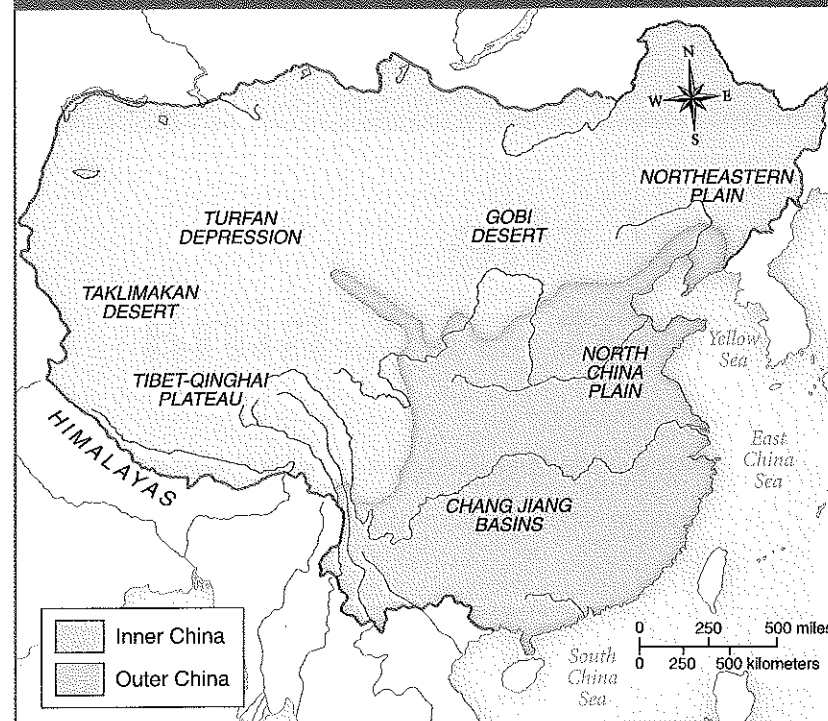 N
W E
S
NORTHEASTERN
PLAIN
TURFAN
DEPRESSION
GOBI
DESERT
TAKLIMAKAN
DESERT
Yellow
Sea
NORTH
CHINA
PLAIN
TIBET-QINGHAI
PLATEAU
HIMALAYAS
East
China
Sea
CHANG JIANG
BASINS
Inner China
Outer China
0 250 500 miles
0 250 500 kilometers
South
China
Sea